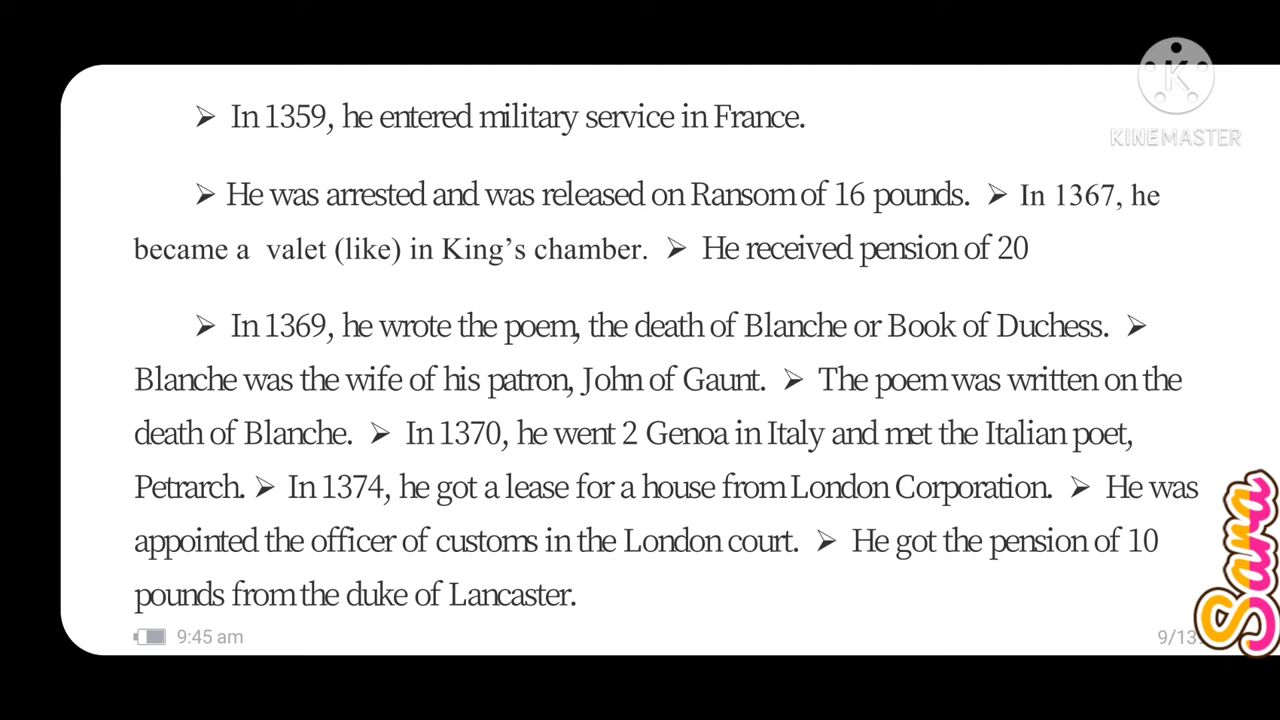 ➢ In 1359, he entered military service in France.
➢ He was arrested and was released on Ransom of 16 pounds. ➢ In 1367, he
became a valet (like) in King's chamber. ➢ He received pension of 20
➢ In 1369, he wrote the poem, the death of Blanche or Book of Duchess. ➢
Blanche was the wife of his patron, John of Gaunt. ➢ The poem was written on the
death of Blanche. ➢ In 1370, he went 2 Genoa in Italy and met the Italian poet,
Petrarch. ➢ In 1374, he got a lease for a house from London Corporation. ➢ He was
appointed the officer of customs in the London court. ➢ He got the pension of 10
pounds from the duke of Lancaster.
9:45 am
9/13
K
KINEMASTER
Sara